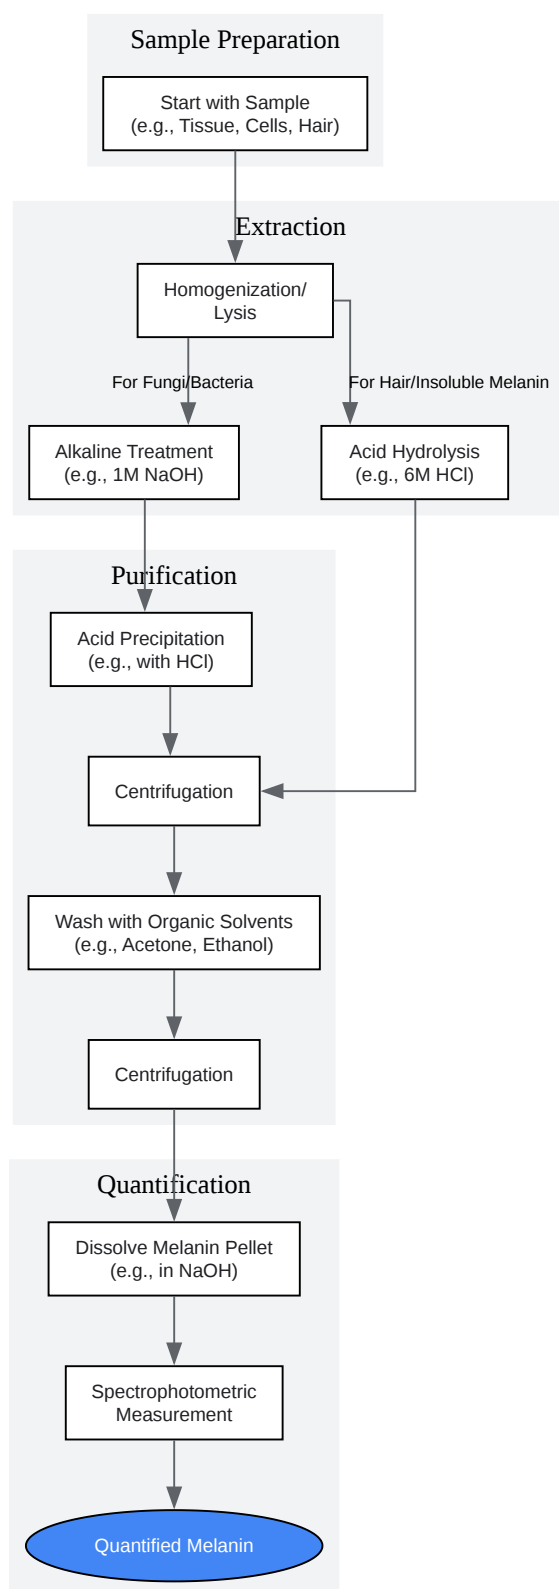 Sample Preparation
Start with Sample
(e.g., Tissue, Cells, Hair)
Extraction
Homogenization/
Lysis
For Fungi/Bacteria
For Hair/Insoluble Melanin
Alkaline Treatment
(e.g., 1M NaOH)
Acid Hydrolysis
(e.g., 6M HCl)
Purification
Acid Precipitation
(e.g., with HCl)
Centrifugation
Wash with Organic Solvents
(e.g., Acetone, Ethanol)
Centrifugation
Quantification
Dissolve Melanin Pellet
(e.g., in NaOH)
Spectrophotometric
Measurement
Quantified Melanin